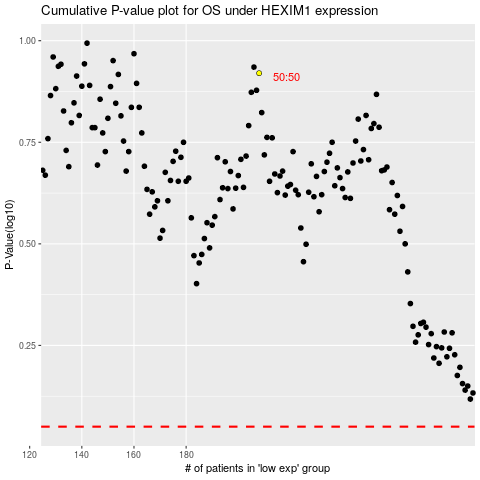 Cumulative P-value plot for OS under HEXIM1 expression
P-Value(log10)
1.00
0.75
0.50
0.25
50:50
120 140 160 180
# of patients in 'low exp' group